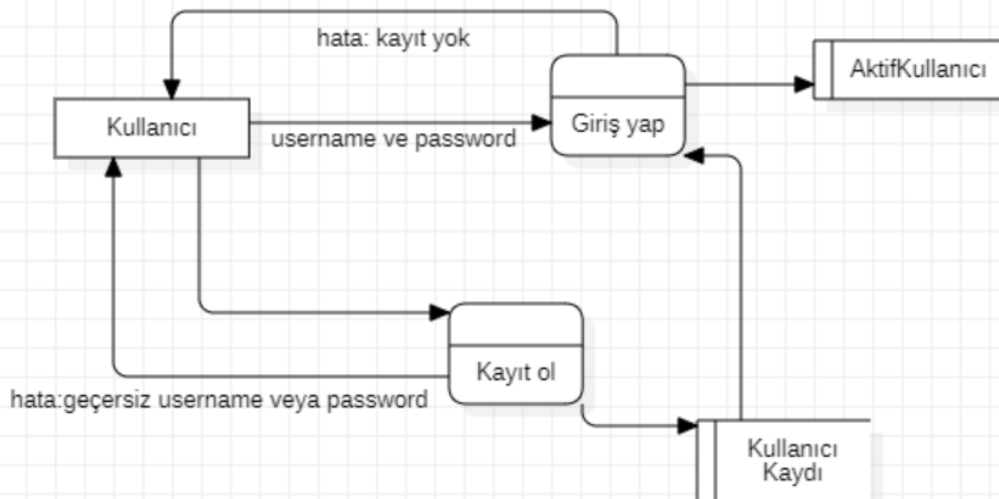 hata: kayıt yok
AktifKullanıcı
Kullanıcı
Giriş yap
username ve password
Kayıt ol
hata:geçersiz username veya password
Kullanıcı
Kaydı